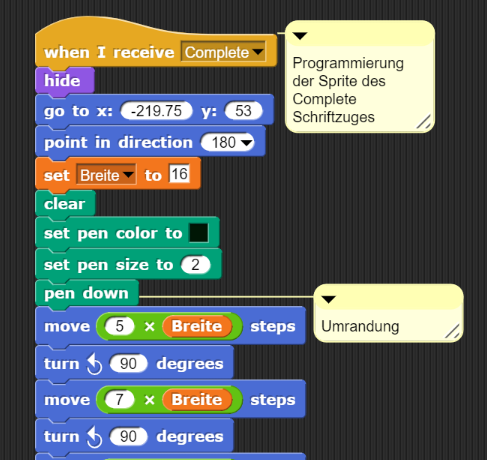 when I receive Complete
Programmierung
der Sprite des
Complete
Schriftzuges
hide
go to x: -219.75 y: 53
point in direction 180
set Breite to 16
clear
set pen color to
set pen size to 2
pen down
Umrandung
move 5 × Breite steps
turn 90 degrees
move 7 × Breite steps
turn 90 degrees